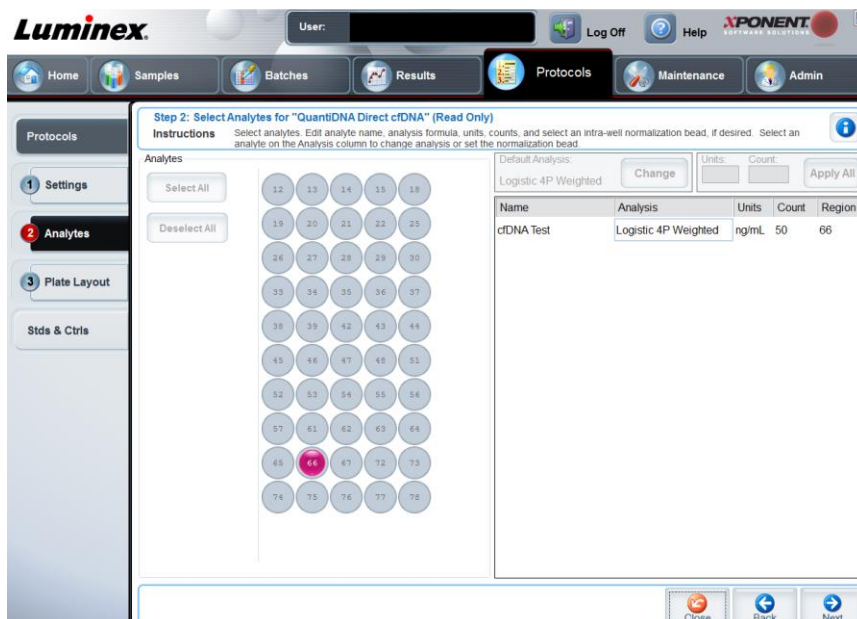 Luminex.
User:
Log Off
Help
XPONENT.
SOFTWARE SOLUTIONS
Home
Samples
Batches
Results
Protocols
Maintenance
Admin
Protocols
1 Settings
2 Analytes
3 Plate Layout
Stds & Ctrls
Step 2: Select Analytes for "QuantiDNA Direct cfDNA" (Read Only)
Instructions Select analytes. Edit analyte name, analysis formula, units, counts, and select an intra-well normalization bead, if desired. Select an
analyte on the Analysis column to change analysis or set the normalization bead.
Analytes
Select All
Deselect All
12 13 14 15 18
19 20 21 22 25
26 27 28 29 30
33 34 35 36 37
38 39 42 43 44
45 46 47 48 51
52 53 54 55 56
57 61 62 63 64
65 66 67 72 73
74 75 76 77 78
Default Analysis:
Logistic 4P Weighted
Change
Units: Count:
Apply All
Name Analysis Units Count Region
cfDNA Test Logistic 4P Weighted ng/mL 50 66
Close
Back
Next